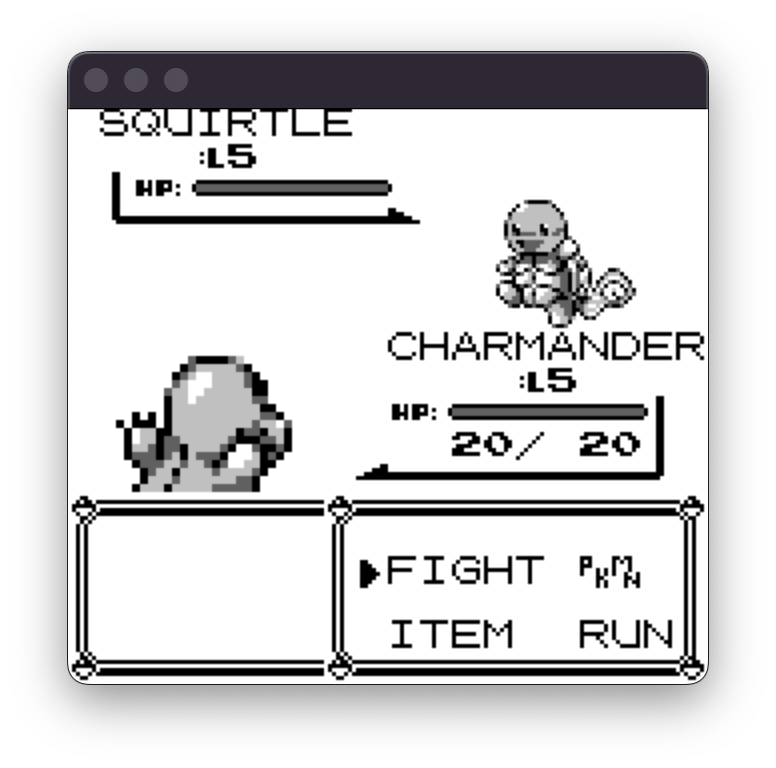 SQUIRTLE
:L5
HP:
CHARMANDER
:L5
HP:
20/ 20
FIGHT PKMN
ITEM RUN